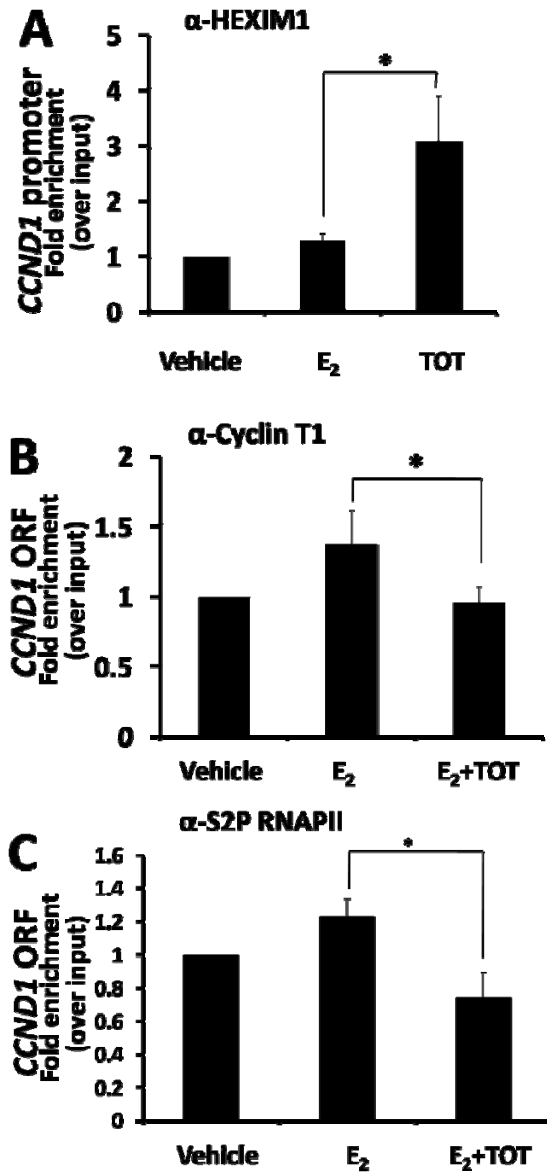 A
α-HEXIM1
CCND1 promoter
Fold enrichment
(over input)
5
4
3
2
1
0
*
Vehicle E2 TOT
B
α-Cyclin T1
CCND1 ORF
Fold enrichment
(over input)
2
1.5
1
0.5
0
*
Vehicle E2 E2+TOT
C
α-S2P RNAPII
CCND1 ORF
Fold enrichment
(over input)
1.6
1.4
1.2
1
0.8
0.6
0.4
0.2
0
*
Vehicle E2 E2+TOT